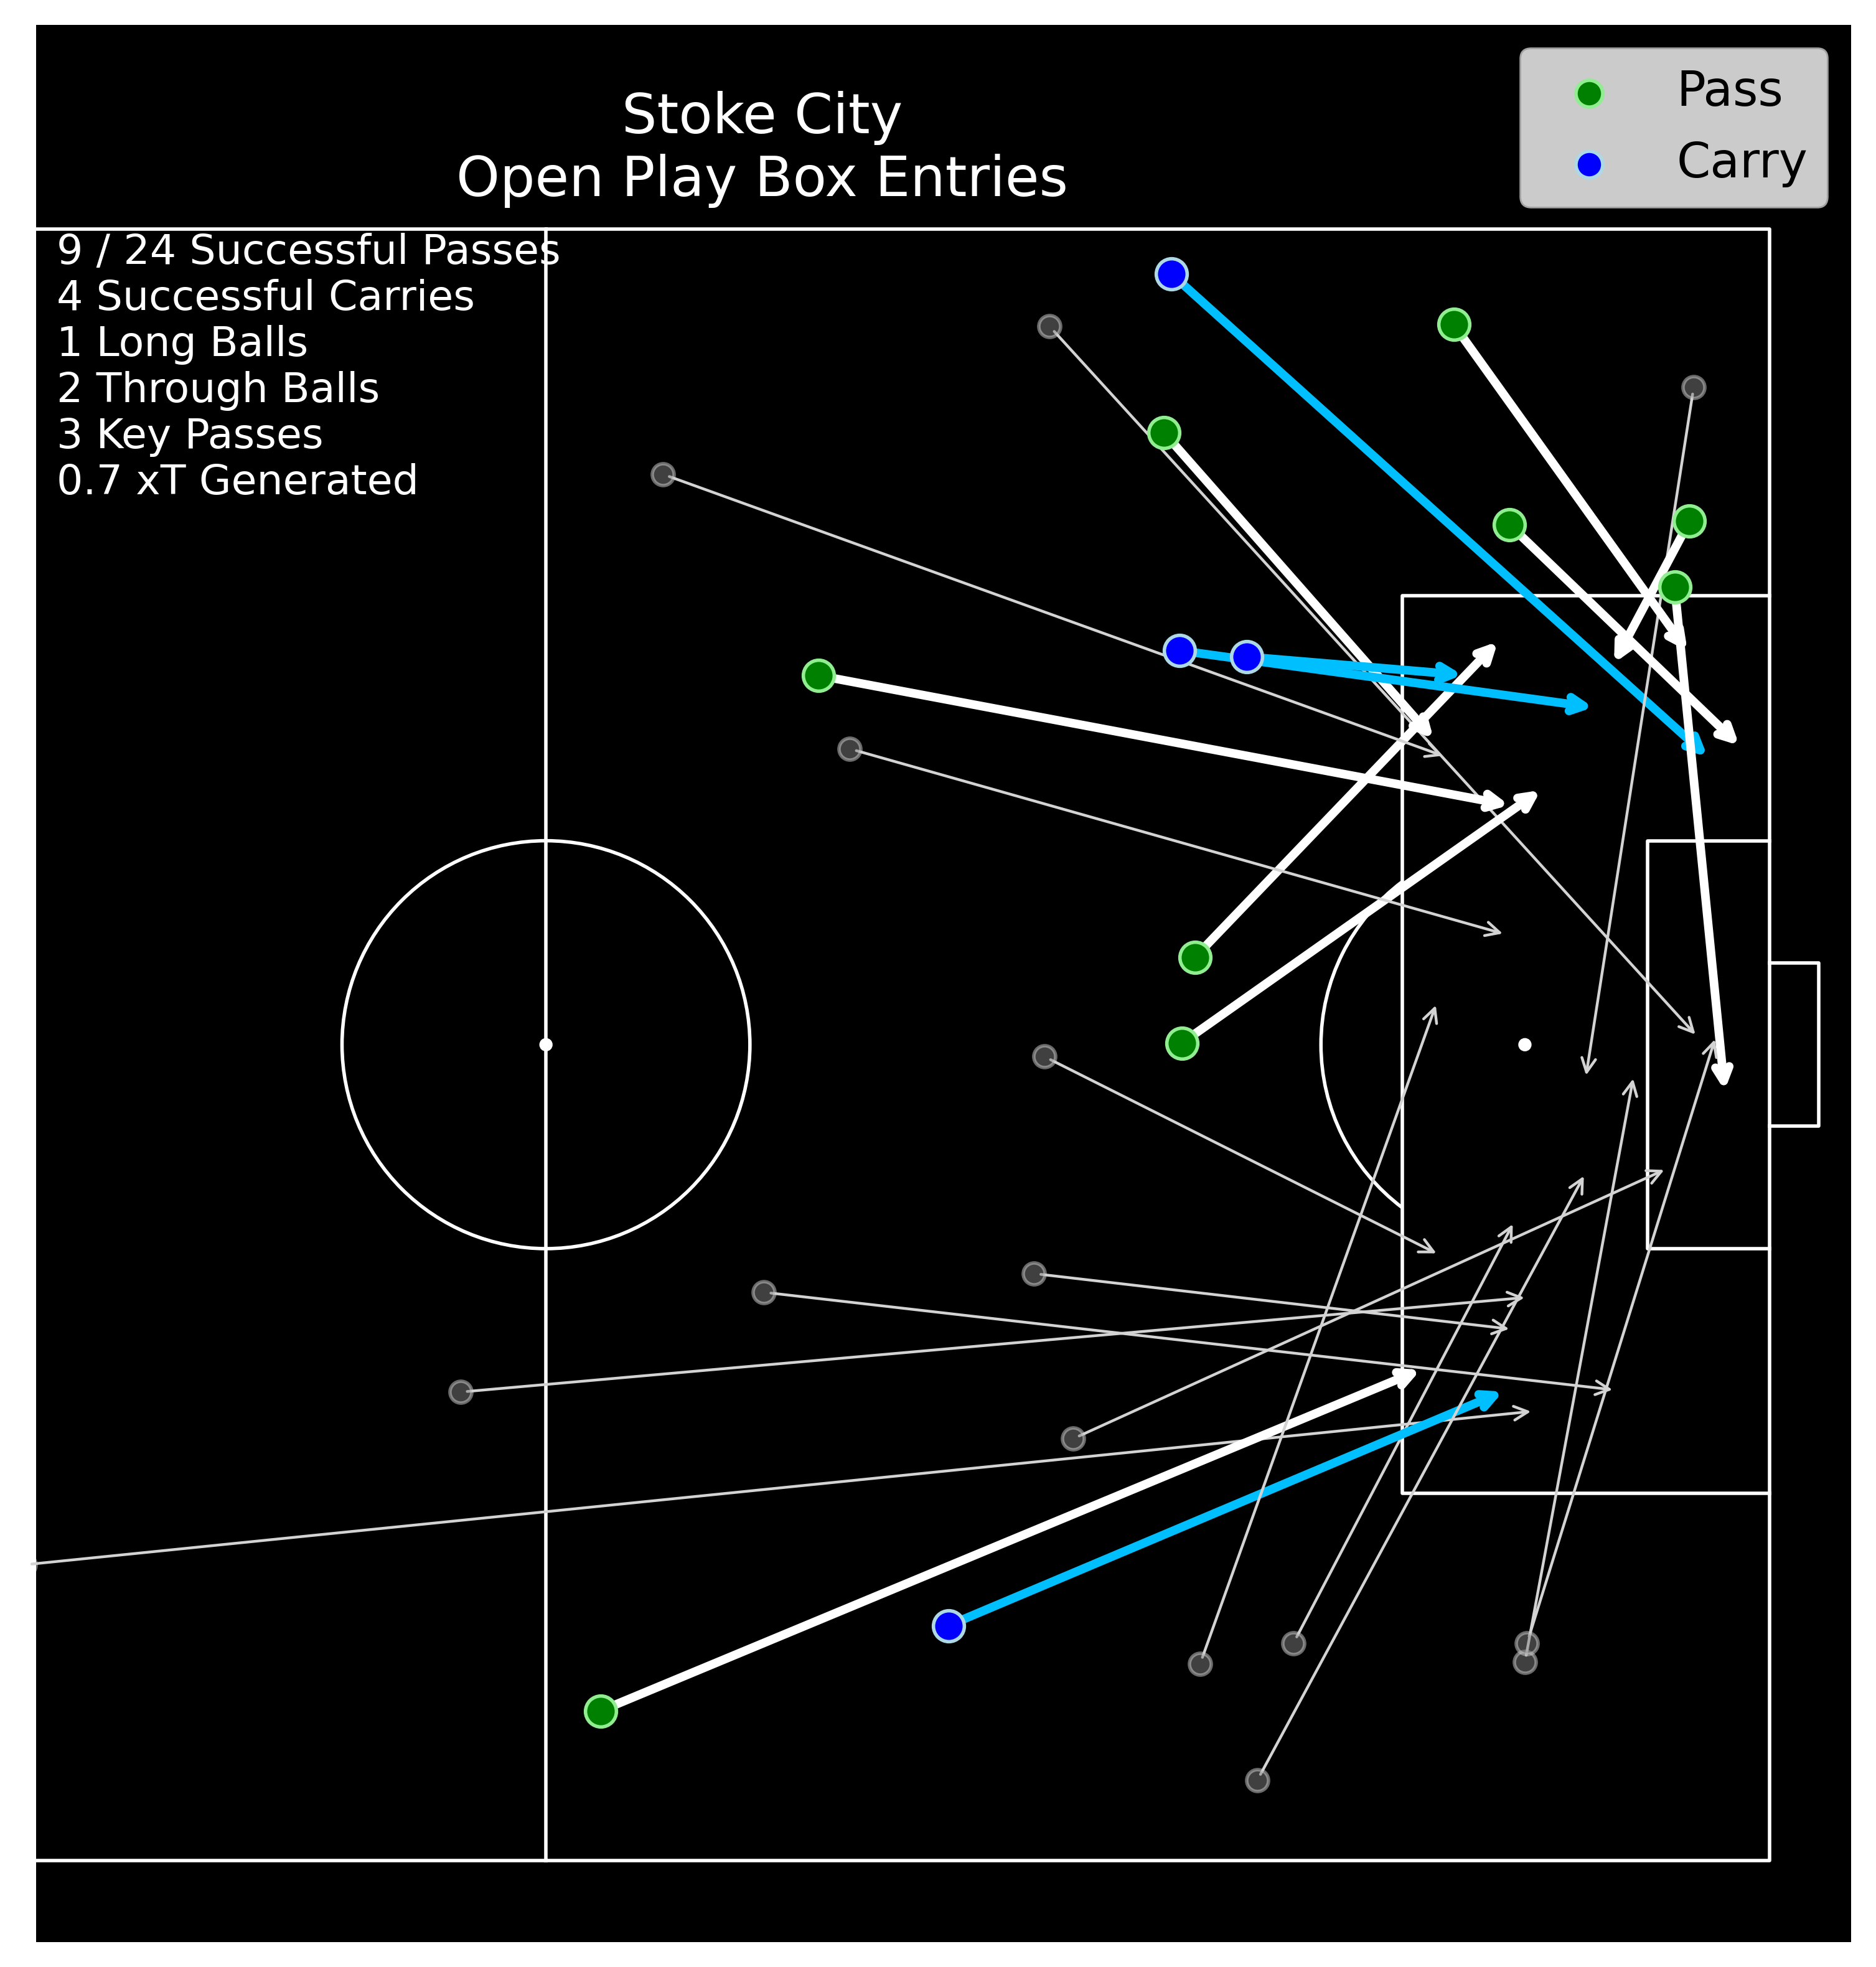 Stoke City
Open Play Box Entries
Pass
Carry
9 / 24 Successful Passes
4 Successful Carries
1 Long Balls
2 Through Balls
3 Key Passes
0.7 xT Generated